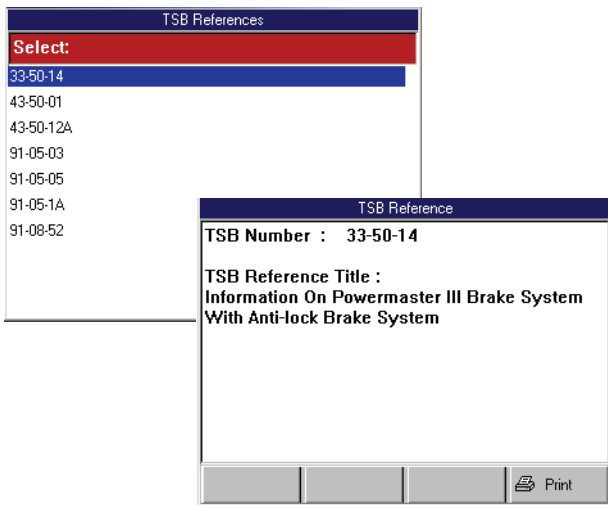 TSB References
Select:
33-50-14
43-50-01
43-50-12A
91-05-03
91-05-05
91-05-1A
91-08-52
TSB Reference
TSB Number : 33-50-14
TSB Reference Title :
Information On Powermaster III Brake System
With Anti-lock Brake System
Print